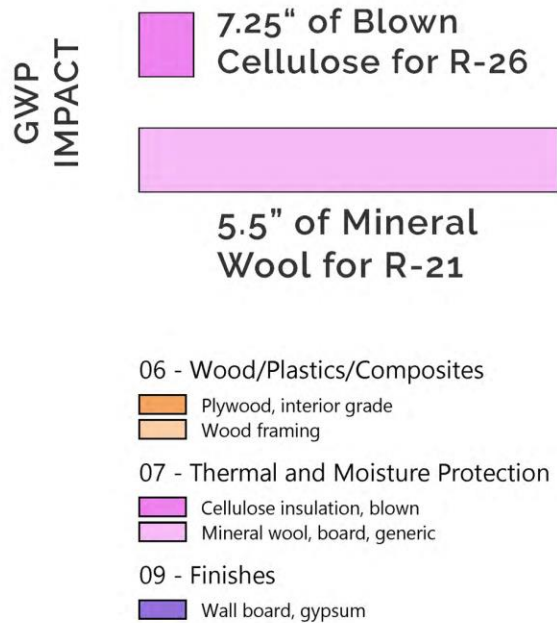 GWP
IMPACT
7.25“ of Blown
Cellulose for R-26
5.5” of Mineral
Wool for R-21
06 - Wood/Plastics/Composites
Plywood, interior grade
Wood framing
07 - Thermal and Moisture Protection
Cellulose insulation, blown
Mineral wool, board, generic
09 - Finishes
Wall board, gypsum